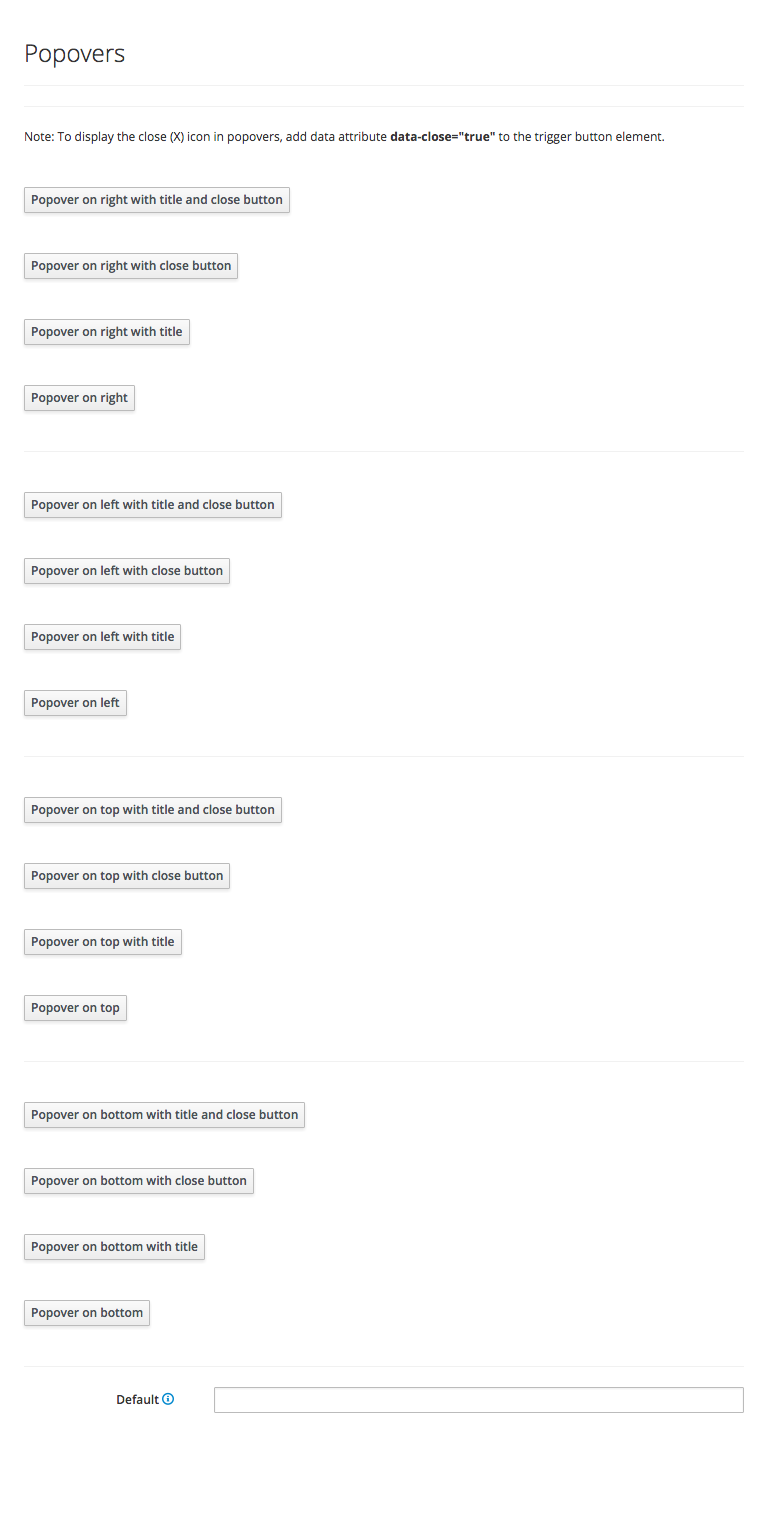 Popovers
Note: To display the close (X) icon in popovers, add data attribute data-close="true" to the trigger button element.
Popover on right with title and close button
Popover on right with close button
Popover on right with title
Popover on right
Popover on left with title and close button
Popover on left with close button
Popover on left with title
Popover on left
Popover on top with title and close button
Popover on top with close button
Popover on top with title
Popover on top
Popover on bottom with title and close button
Popover on bottom with close button
Popover on bottom with title
Popover on bottom
Default